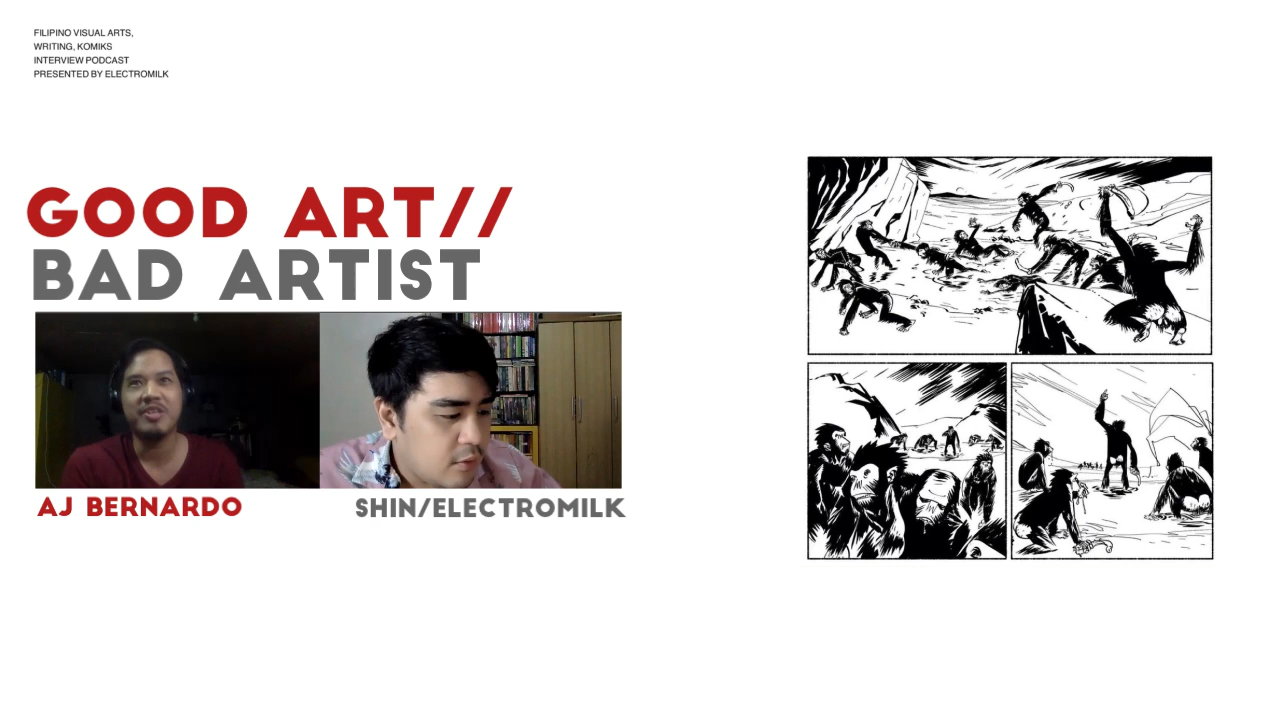 FILIPINO VISUAL ARTS,
WRITING, KOMIKS
INTERVIEW PODCAST
PRESENTED BY ELECTROMILK
GOOD ART//
BAD ARTIST
AJ BERNARDO
SHIN/ELECTROMILK